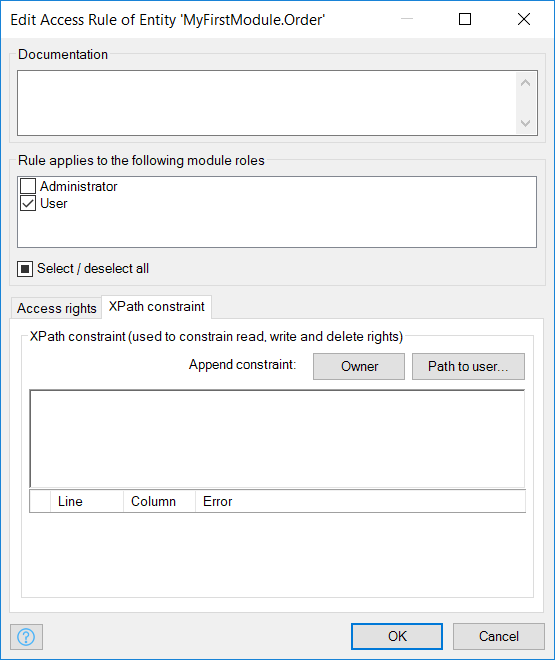 Edit Access Rule of Entity 'MyFirstModule.Order'
Documentation
Rule applies to the following module roles
Administrator
User
Select / deselect all
Access rights XPath constraint
XPath constraint (used to constrain read, write and delete rights)
Append constraint: Owner Path to user...
Line Column Error
? OK Cancel